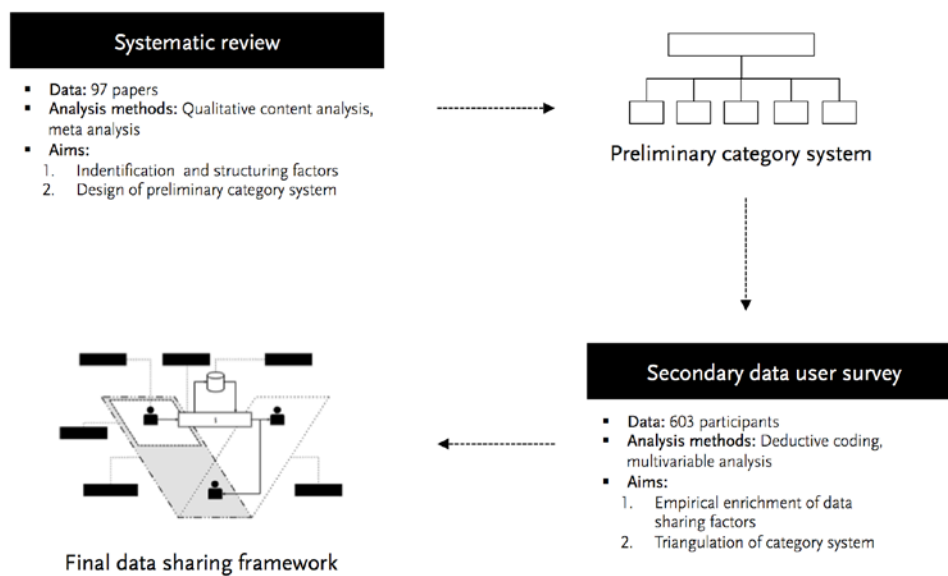 Systematic review
▪ Data: 97 papers
▪ Analysis methods: Qualitative content analysis,
meta analysis
▪ Aims:
1. Indentification and structuring factors
2. Design of preliminary category system
Preliminary category system
Secondary data user survey
▪ Data: 603 participants
▪ Analysis methods: Deductive coding,
multivariable analysis
▪ Aims:
1. Empirical enrichment of data
sharing factors
2. Triangulation of category system
Final data sharing framework